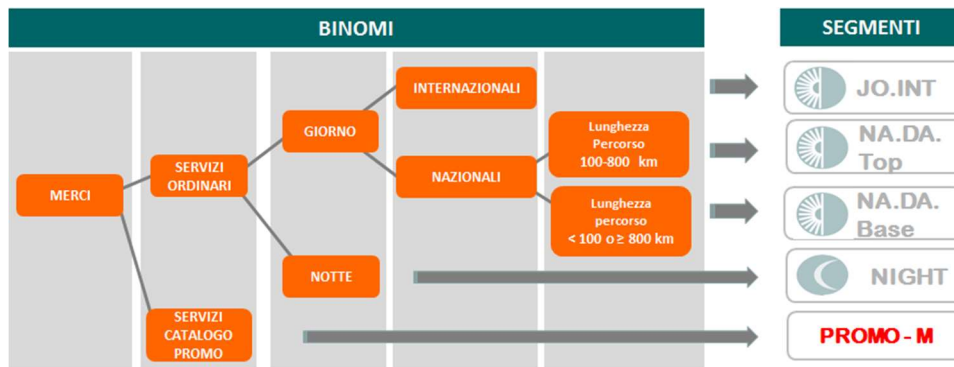 BINOMI
SEGMENTI
MERCI
SERVIZI
ORDINARI
SERVIZI
CATALOGO
PROMO
GIORNO
NOTTE
INTERNAZIONALI
NAZIONALI
Lunghezza
Percorso
100-800 km
Lunghezza
percorso
< 100 o ≥ 800 km
JO.INT
NA.DA.
Top
NA.DA.
Base
NIGHT
PROMO - M